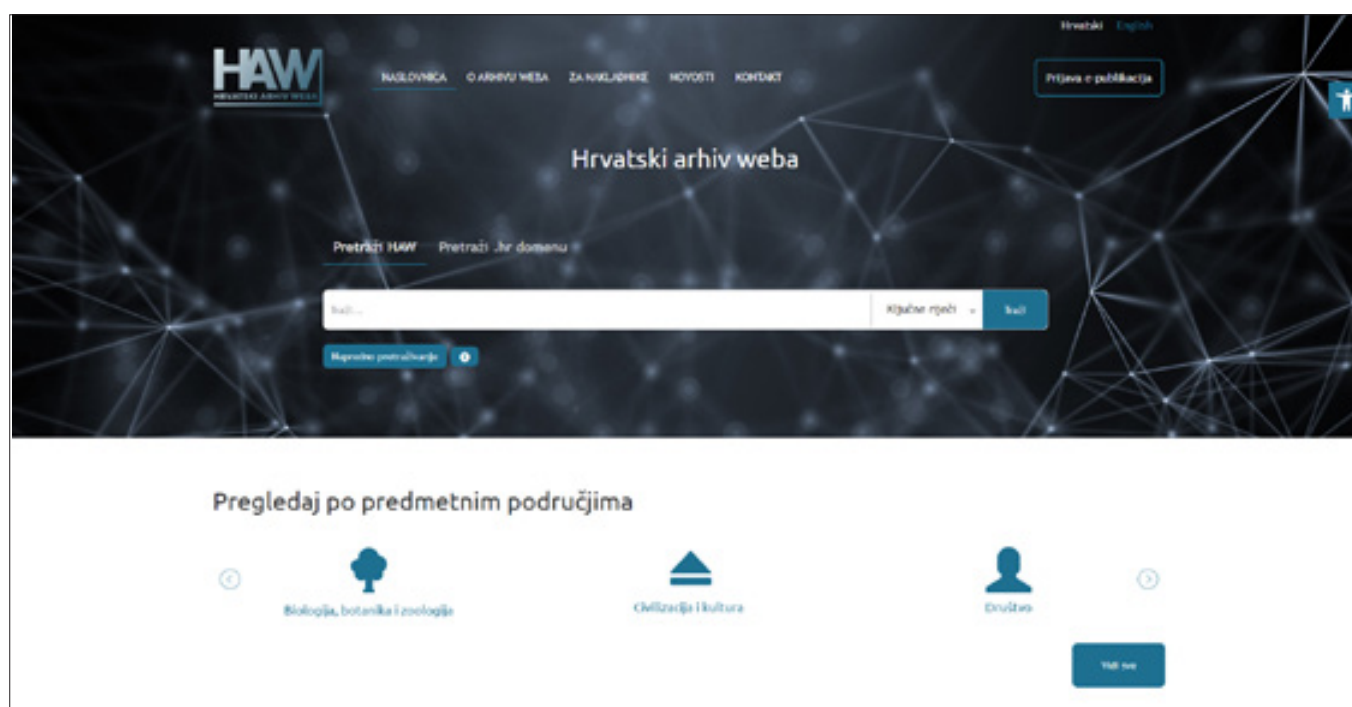 Hrvatski English
HAW
HRVATSKI ARHIV WEBA
NASLOVNICA O ARHIVU WEBA ZA NAKLADNIKE NOVOSTI KONTAKT
Prijava e-publikacija
Hrvatski arhiv weba
Pretraži HAW Pretraži .hr domenu
Traži... Ključne riječi Traži
Napredno pretraživanje
Pregledaj po predmetnim područjima
Biologija, botanika i zoologija Civilizacija i kultura Društvo
Vidi sve